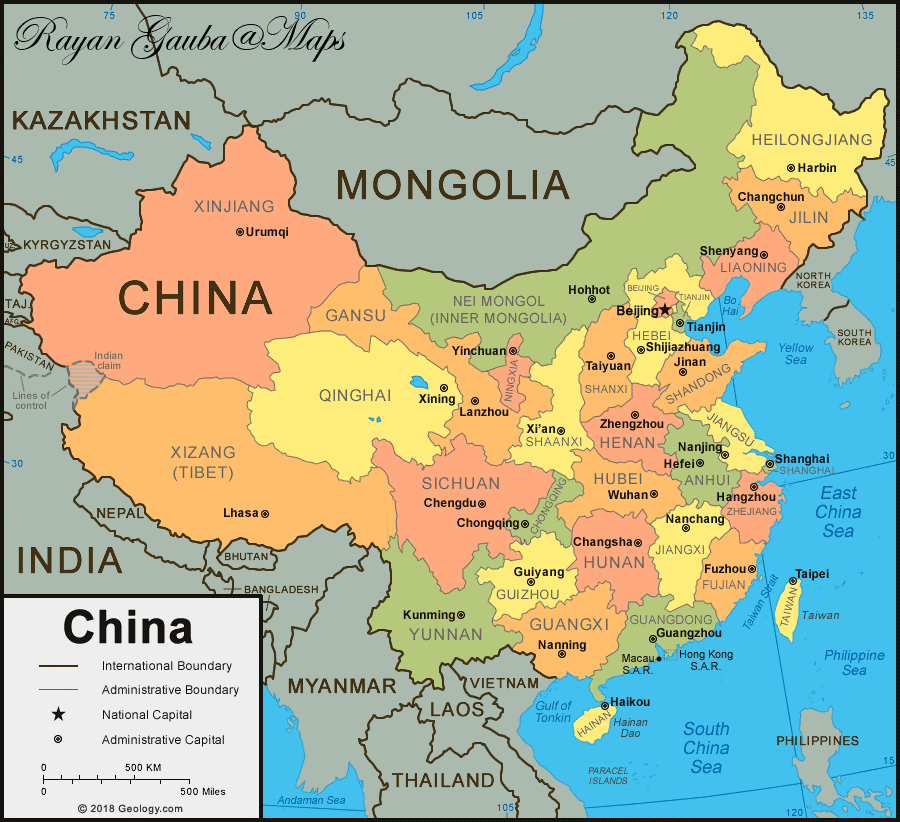 75
90
105
120
135
Rayan Gauba@Maps
KAZAKHSTAN
45
45
MONGOLIA
HEILONGJIANG
Harbin
Changchun
JILIN
XINJIANG
Urumqi
UZ
KYRGYZSTAN
Shenyang
LIAONING
NORTH
KOREA
CHINA
TAJ
AFG
PAKISTAN
Hohhot
NEI MONGOL
(INNER MONGOLIA)
BEIJING
TIANJIN
Beijing
Bo
Hai
Tianjin
GANSU
HEBEI
Shijiazhuang
SOUTH
KOREA
Yellow
Sea
Indian
claim
Lines of
control
Yinchuan
NINGXIA
Taiyuan
Jinan
SHANDONG
SHANXI
QINGHAI
Xining
Lanzhou
Zhengzhou
HENAN
JIANGSU
Xi'an
SHAANXI
Nanjing
Hefei
ANHUI
Shanghai
SHANGHAI
30
30
XIZANG
(TIBET)
SICHUAN
Chengdu
Chongqing
CHONGQING
HUBEI
Wuhan
Hangzhou
ZHEJIANG
East
China
Sea
NEPAL
Lhasa
Nanchang
JIANGXI
Changsha
HUNAN
INDIA
BHUTAN
BANGLADESH
Guiyang
GUIZHOU
Fuzhou
FUJIAN
Taiwan Strait
Taipei
TAIWAN
Taiwan
Kunming
YUNNAN
GUANGXI
Nanning
GUANGDONG
Guangzhou
Macau
S.A.R.
Hong Kong
S.A.R.
Philippine
Sea
MYANMAR
VIETNAM
LAOS
Gulf of
Tonkin
Haikou
HAINAN
Hainan
Dao
South
China
Sea
PHILIPPINES
PARACEL
ISLANDS
15
THAILAND
Andaman Sea
105
120
China
International Boundary
Administrative Boundary
National Capital
Administrative Capital
0 500 KM
0 500 Miles
© 2018 Geology.com